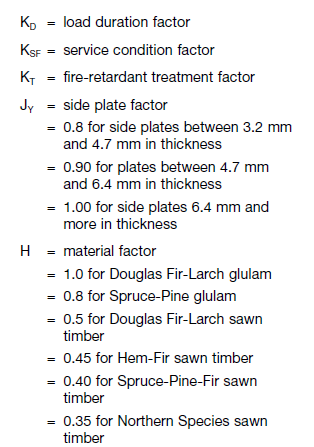 KD = load duration factor
KSF = service condition factor
KT = fire-retardant treatment factor
JY = side plate factor
= 0.8 for side plates between 3.2 mm
and 4.7 mm in thickness
= 0.90 for plates between 4.7 mm
and 6.4 mm in thickness
= 1.00 for side plates 6.4 mm and
more in thickness
H = material factor
= 1.0 for Douglas Fir-Larch glulam
= 0.8 for Spruce-Pine glulam
= 0.5 for Douglas Fir-Larch sawn
timber
= 0.45 for Hem-Fir sawn timber
= 0.40 for Spruce-Pine-Fir sawn
timber
= 0.35 for Northern Species sawn
timber